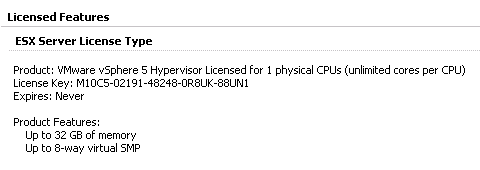 Licensed Features
ESX Server License Type
Product: VMware vSphere 5 Hypervisor Licensed for 1 physical CPUs (unlimited cores per CPU)
License Key: M10C5-02191-48248-0R8UK-88UN1
Expires: Never
Product Features:
Up to 32 GB of memory
Up to 8-way virtual SMP